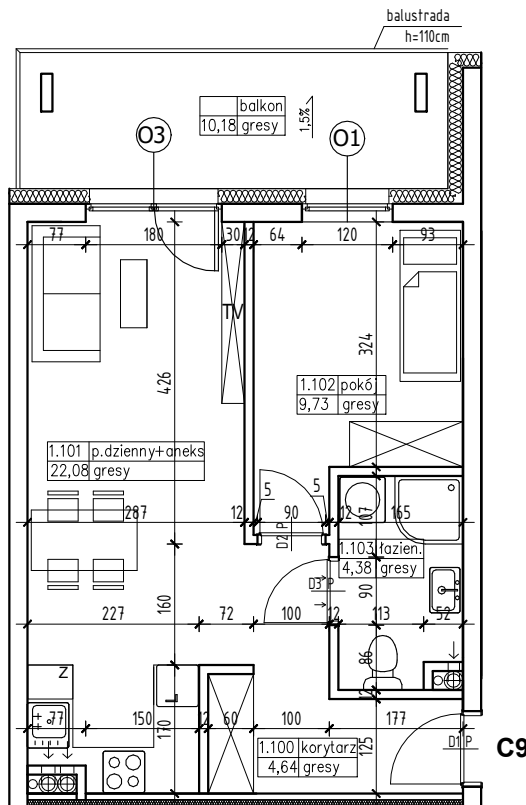 balustrada
h=110cm
balkon
10,18 gresy
1,5%
O3
O1
77 180 30 12 64 120 93
TV
426
324
1.102 pokój
9,73 gresy
1.101 p.dzienny+aneks
22,08 gresy
5 5
287 12 90 12 107 165
D2 P
1.103 łazien.
4,38 gresy
D3 P
90
160
227 72 100 12 113 52
86
Z
L
12
77 150 12 60 100 177
170
125
1.100 korytarz
4,64 gresy
D1 P
C9